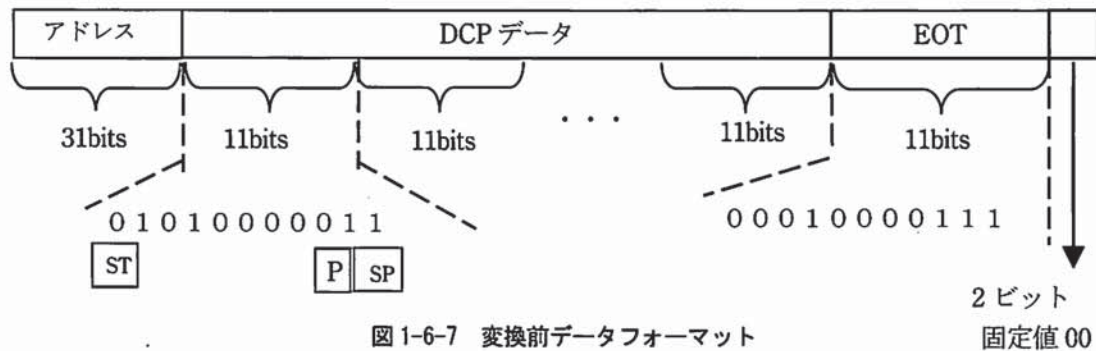 アドレス DCP データ EOT
31bits 11bits 11bits ・・・ 11bits 11bits
0 1 0 1 0 0 0 0 0 1 1 0 0 0 1 0 0 0 0 1 1 1
ST P SP
2 ビット
図 1-6-7 変換前データフォーマット 固定値 00